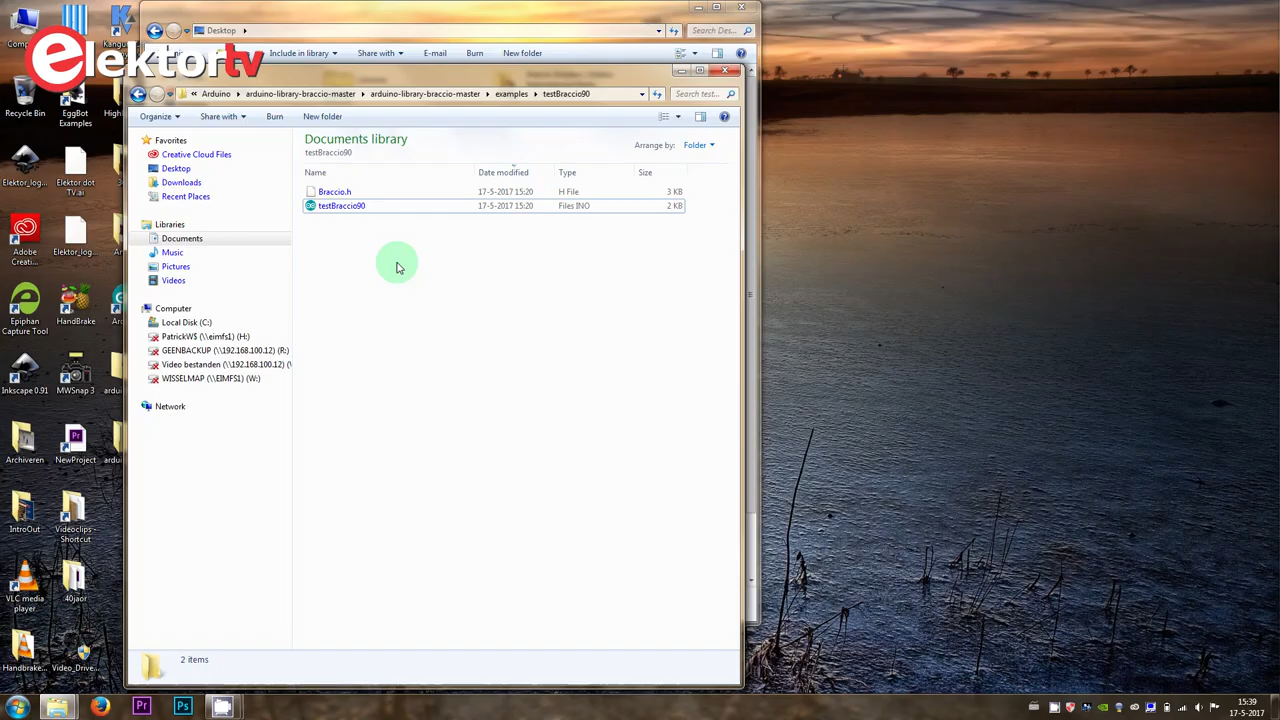 elektortv
Desktop
Search Des...
Include in library
Share with
E-mail
Burn
New folder
Arduino
arduino-library-braccio-master
arduino-library-braccio-master
examples
testBraccio90
Search test...
Organize
Share with
Burn
New folder
Documents library
testBraccio90
Arrange by:
Folder
Name
Date modified
Type
Size
Braccio.h
17-5-2017 15:20
H File
3 KB
testBraccio90
17-5-2017 15:20
Files INO
2 KB
Favorites
Creative Cloud Files
Desktop
Downloads
Recent Places
Libraries
Documents
Music
Pictures
Videos
Computer
Local Disk (C:)
PatrickW$ (\\eimfs1) (H:)
GEENBACKUP (\\192.168.100.12) (R:)
Video bestanden (\\192.168.100.12) (
WISSELMAP (\\EIMFS1) (W:)
Network
2 items
Recycle Bin
EggBot
Examples
Elektor_log...
Elektor dot
TV.ai
Adobe
Creati...
Elektor_log...
Epiphan
Capture Tool
HandBrake
Inkscape 0.91
MWSnap 3
Archiveren
NewProject
IntroOut
Videoclips -
Shortcut
VLC media
player
40jaor
Handbrake...
Video_Drive...
Pr
Ps
15:39
17-5-2017